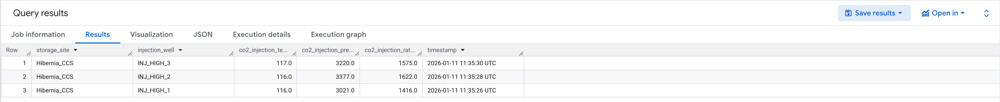 Query results
Save results
Open in
Job information Results Visualization JSON Execution details Execution graph
Row storage_site injection_well co2_injection_te... co2_injection_pre... co2_injection_rat... timestamp
1 Hibernia_CCS INJ_HIGH_3 117.0 3220.0 1575.0 2026-01-11 11:35:30 UTC
2 Hibernia_CCS INJ_HIGH_2 116.0 3377.0 1622.0 2026-01-11 11:35:28 UTC
3 Hibernia_CCS INJ_HIGH_1 116.0 3021.0 1416.0 2026-01-11 11:35:26 UTC